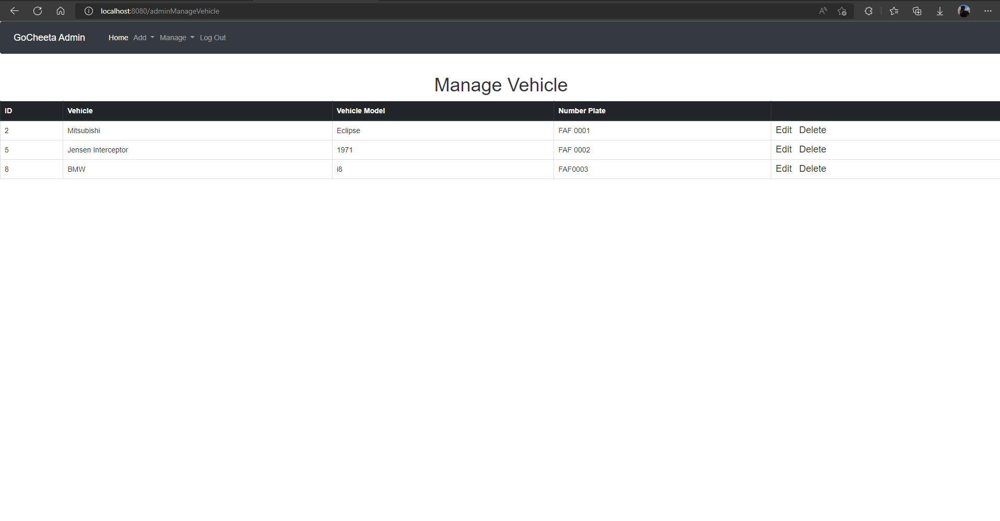 localhost:8080/adminManageVehicle
GoCheeta Admin Home Add Manage Log Out
Manage Vehicle
ID Vehicle Vehicle Model Number Plate
2 Mitsubishi Eclipse FAF 0001 Edit Delete
5 Jensen Interceptor 1971 FAF 0002 Edit Delete
8 BMW i8 FAF0003 Edit Delete